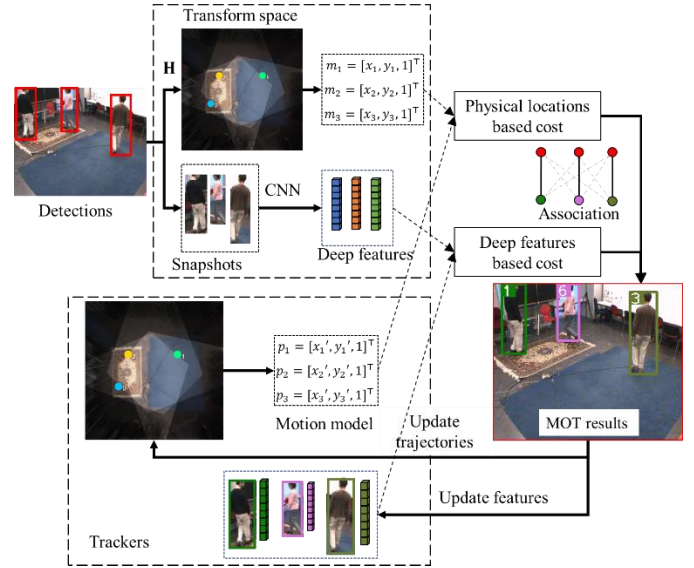 Transform space
H
m₁ = [x₁, y₁, 1]ᵀ
m₂ = [x₂, y₂, 1]ᵀ
m₃ = [x₃, y₃, 1]ᵀ
Physical locations
based cost
Detections
CNN
Snapshots
Deep features
Association
Deep features
based cost
1
6
3
MOT results
p₁ = [x₁′, y₁′, 1]ᵀ
p₂ = [x₂′, y₂′, 1]ᵀ
p₃ = [x₃′, y₃′, 1]ᵀ
Motion model
Update
trajectories
Update features
Trackers